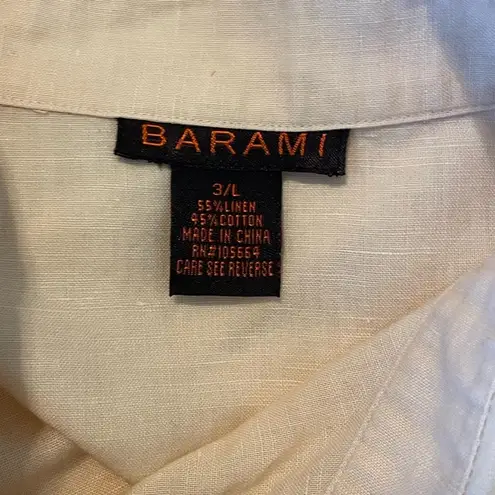 BARAMI
3/L
55%LINEN
45%COTTON
MADE IN CHINA
RN#105664
CARE SEE REVERSE